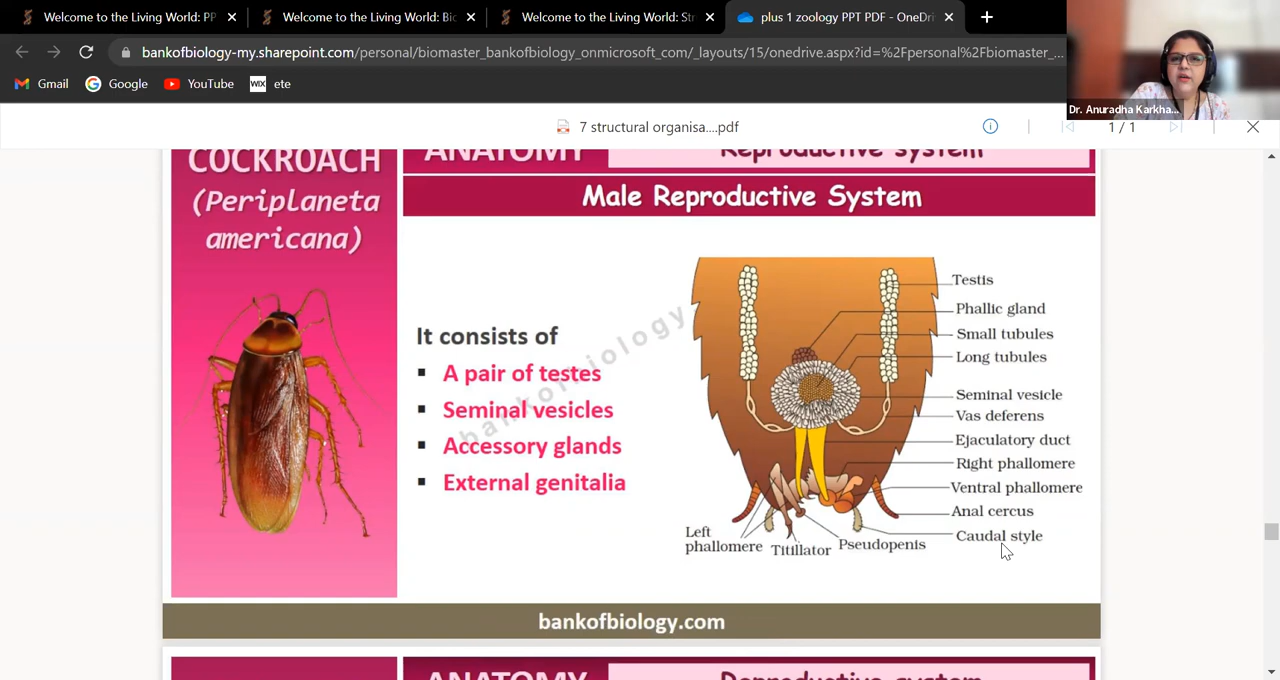 Welcome to the Living World: PP
Welcome to the Living World: Bio
Welcome to the Living World: Str
plus 1 zoology PPT PDF - OneDri
bankofbiology-my.sharepoint.com/personal/biomaster_bankofbiology_onmicrosoft_com/_layouts/15/onedrive.aspx?id=%2Fpersonal%2Fbiomaster_...
Gmail
Google
YouTube
WIX
ete
Dr. Anuradha Karkha...
7 structural organisa....pdf
1 / 1
COCKROACH
(Periplaneta
americana)
ANATOMY
Reproductive system
Male Reproductive System
It consists of
▪ A pair of testes
▪ Seminal vesicles
▪ Accessory glands
▪ External genitalia
bankofbiology
Testis
Phallic gland
Small tubules
Long tubules
Seminal vesicle
Vas deferens
Ejaculatory duct
Right phallomere
Ventral phallomere
Anal cercus
Caudal style
Left
phallomere
Titillator
Pseudopenis
bankofbiology.com
ANATOMY
Reproductive system